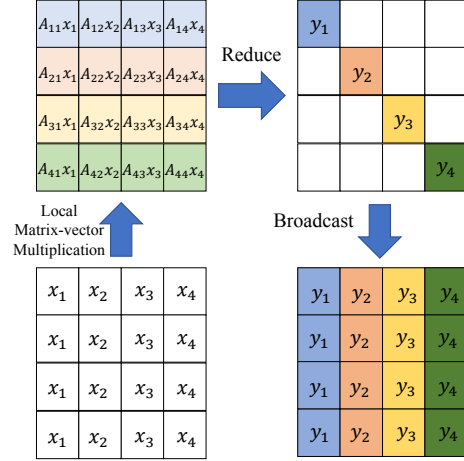 A₁₁x₁ A₁₂x₂ A₁₃x₃ A₁₄x₄
A₂₁x₁ A₂₂x₂ A₂₃x₃ A₂₄x₄
A₃₁x₁ A₃₂x₂ A₃₃x₃ A₃₄x₄
A₄₁x₁ A₄₂x₂ A₄₃x₃ A₄₄x₄
Reduce
y₁
y₂
y₃
y₄
Local
Matrix-vector
Multiplication
Broadcast
x₁ x₂ x₃ x₄
x₁ x₂ x₃ x₄
x₁ x₂ x₃ x₄
x₁ x₂ x₃ x₄
y₁ y₂ y₃ y₄
y₁ y₂ y₃ y₄
y₁ y₂ y₃ y₄
y₁ y₂ y₃ y₄